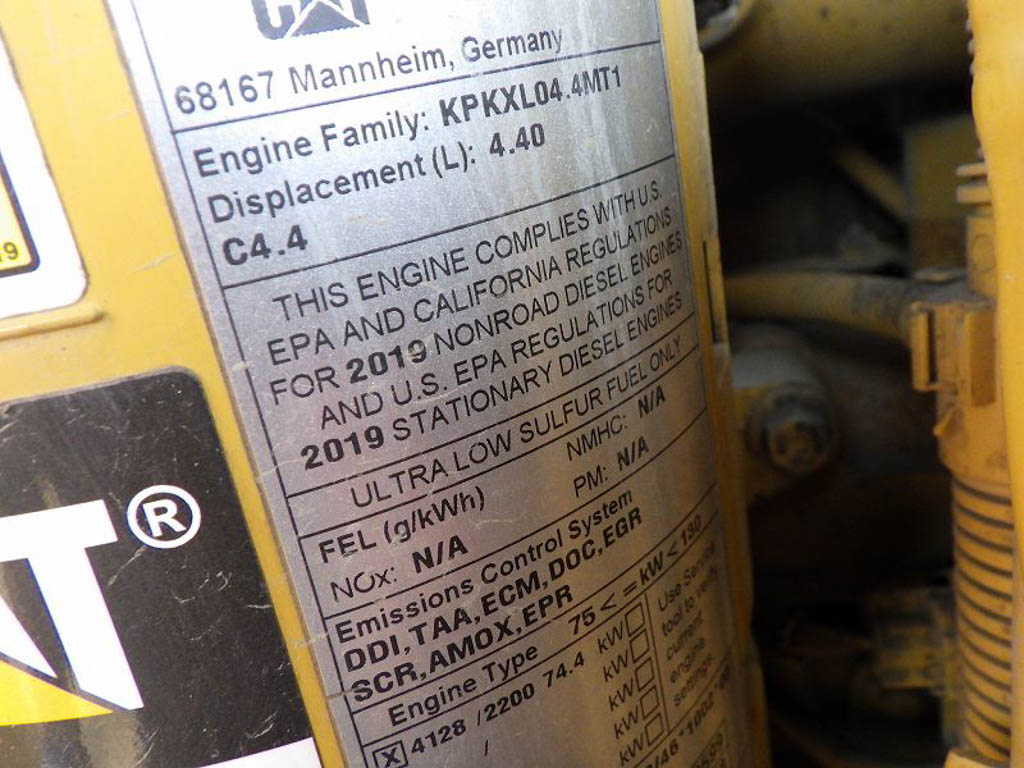 CAT
68167 Mannheim, Germany
Engine Family: KPKXL04.4MT1
Displacement (L): 4.40
C4.4
THIS ENGINE COMPLIES WITH U.S.
EPA AND CALIFORNIA REGULATIONS
FOR 2019 NONROAD DIESEL ENGINES
AND U.S. EPA REGULATIONS FOR
2019 STATIONARY DIESEL ENGINES
ULTRA LOW SULFUR FUEL ONLY
FEL (g/kWh) NMHC: N/A
NOx: N/A PM: N/A
Emissions Control System
DDI,TAA,ECM,DOC,EGR
SCR,AMOX,EPR
Engine Type 75< =kW<130
X 4128 /2200 74.4 kW
/ kW
kW
kW
kW
Use Service
tool to verify
current
engine
setings
®